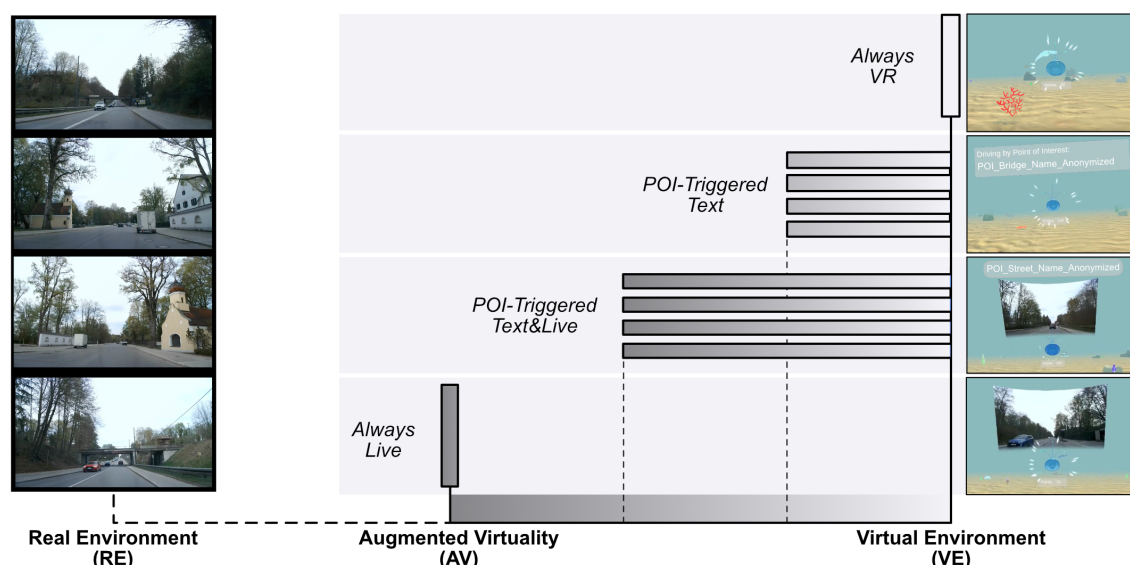 Always
VR
Driving by Point of Interest:
POI_Bridge_Name_Anonymized
POI-Triggered
Text
POI_Street_Name_Anonymized
POI-Triggered
Text&Live
Always
Live
Real Environment
(RE)
Augmented Virtuality
(AV)
Virtual Environment
(VE)